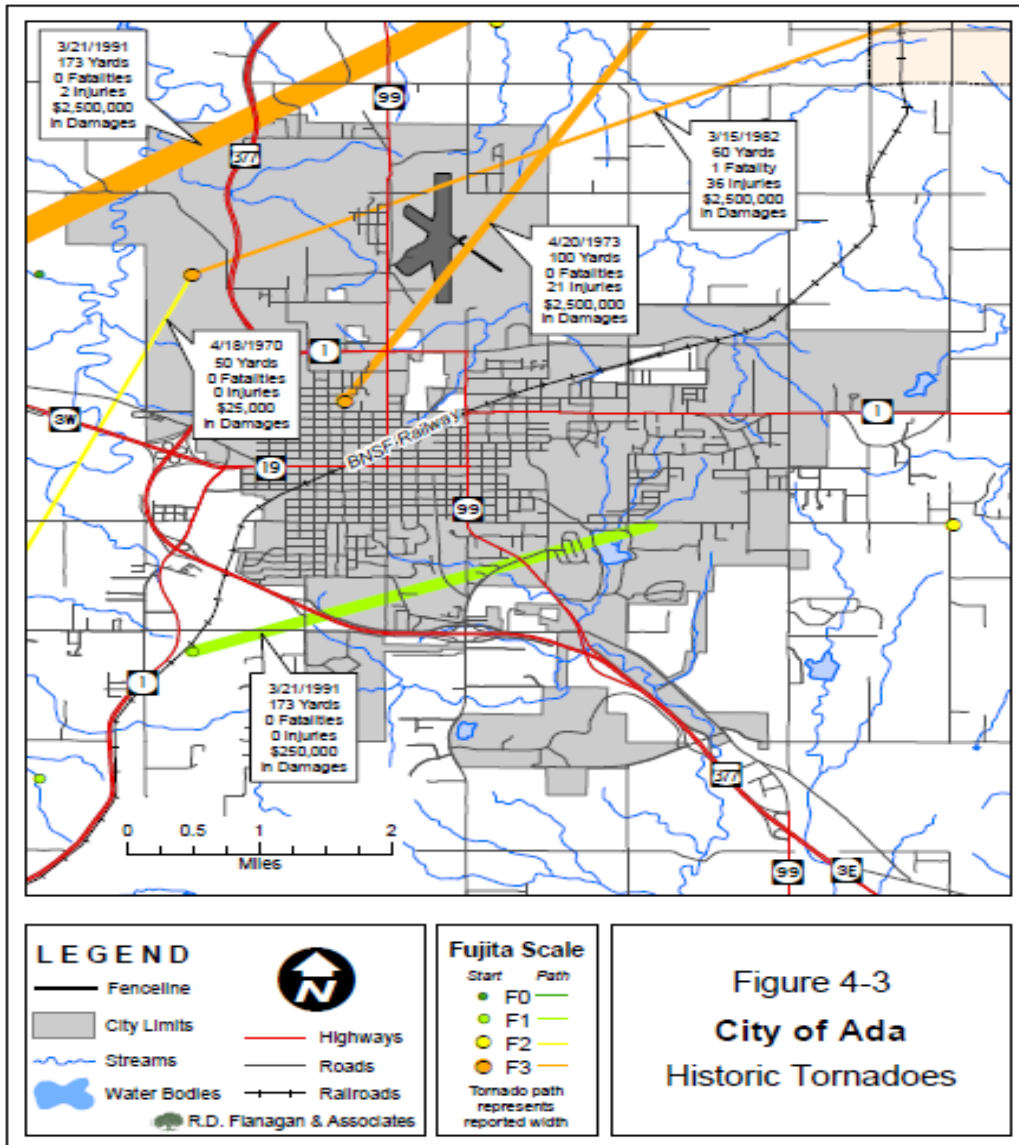 3/21/1991
173 Yards
0 Fatalities
2 Injuries
$2,500,000
In Damages
99
377
3/15/1982
60 Yards
1 Fatality
36 Injuries
$2,500,000
In Damages
4/20/1973
100 Yards
0 Fatalities
21 Injuries
$2,500,000
In Damages
4/18/1970
50 Yards
0 Fatalities
0 Injuries
$25,000
In Damages
1
1
3W
BNSF Railway
19
99
1
3/21/1991
173 Yards
0 Fatalities
0 Injuries
$250,000
In Damages
377
99
3E
0 0.5 1 2
Miles
LEGEND
Fenceline
City Limits
Streams
Water Bodies
N
Highways
Roads
Railroads
R.D. Flanagan & Associates
Fujita Scale
Start Path
F0
F1
F2
F3
Tornado path
represents
reported width
Figure 4-3
City of Ada
Historic Tornadoes